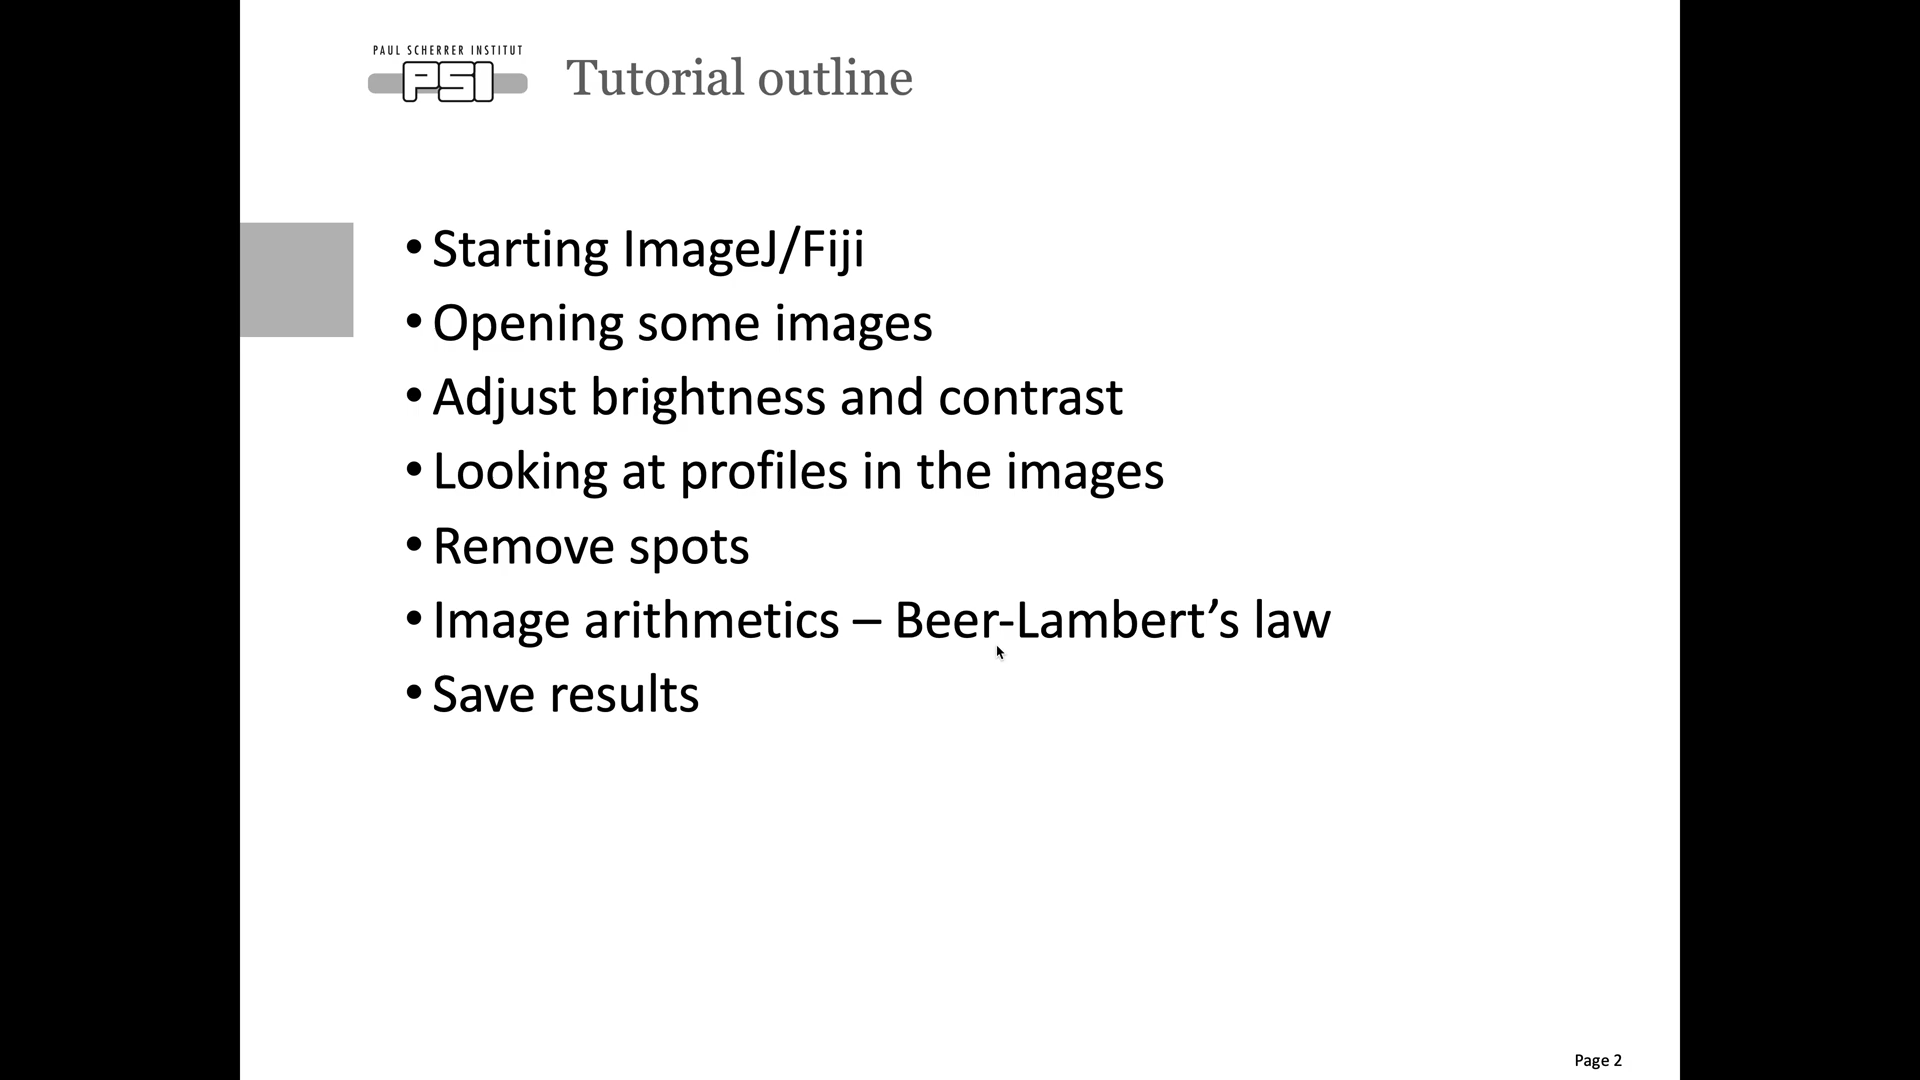 PAUL SCHERRER INSTITUT
PSI
Tutorial outline
• Starting ImageJ/Fiji
• Opening some images
• Adjust brightness and contrast
• Looking at profiles in the images
• Remove spots
• Image arithmetics – Beer-Lambert’s law
• Save results
Page 2